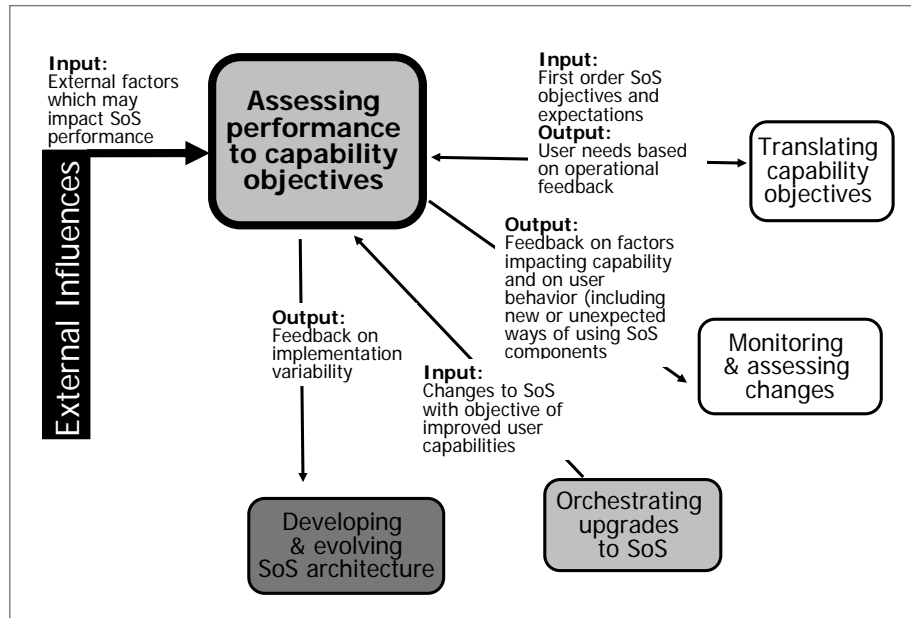 Input:
External factors
which may
impact SoS
performance
External Influences
Assessing
performance
to capability
objectives
Input:
First order SoS
objectives and
expectations
Output:
User needs based
on operational
feedback
Translating
capability
objectives
Output:
Feedback on factors
impacting capability
and on user
behavior (including
new or unexpected
ways of using SoS
components
Output:
Feedback on
implementation
variability
Input:
Changes to SoS
with objective of
improved user
capabilities
Monitoring
& assessing
changes
Developing
& evolving
SoS architecture
Orchestrating
upgrades
to SoS